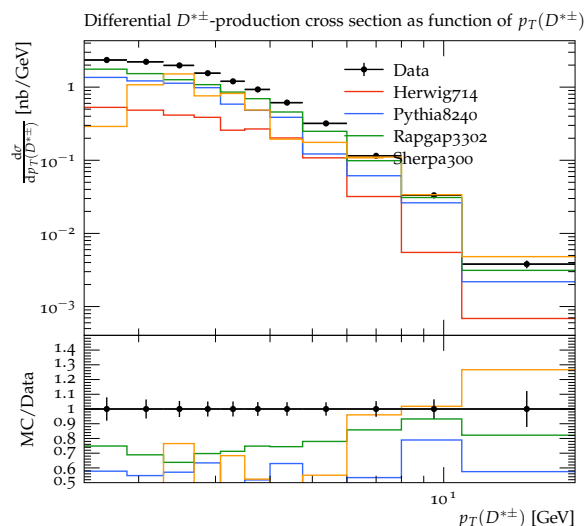 Differential D*±-production cross section as function of pT(D*±)
dσ/dpT(D*±) [nb/GeV]
Data
Herwig714
Pythia8240
Rapgap3302
Sherpa300
1
10⁻¹
10⁻²
10⁻³
MC/Data
1.4
1.3
1.2
1.1
1
0.9
0.8
0.7
0.6
0.5
10¹
pT(D*±) [GeV]